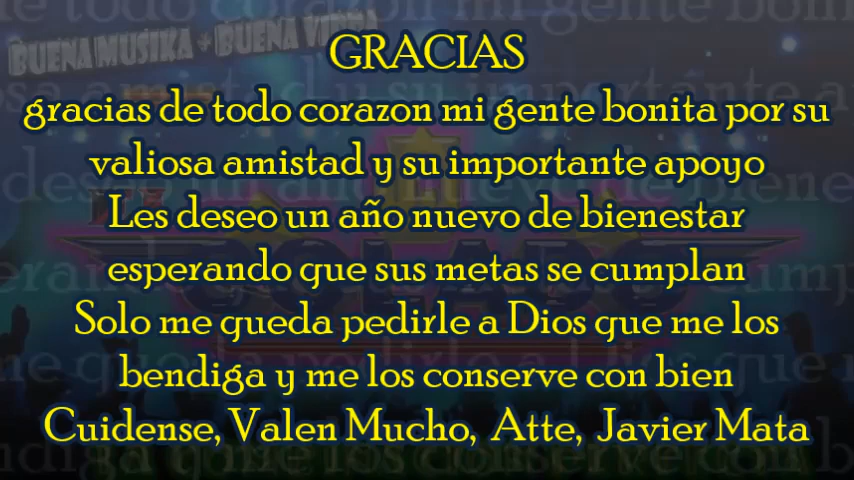 BUENA MUSIKA + BUENA VIBRA
GRACIAS
gracias de todo corazon mi gente bonita por su
valiosa amistad y su importante apoyo
Les deseo un año nuevo de bienestar
esperando que sus metas se cumplan
Solo me queda pedirle a Dios que me los
bendiga y me los conserve con bien
Cuidense, Valen Mucho, Atte, Javier Mata